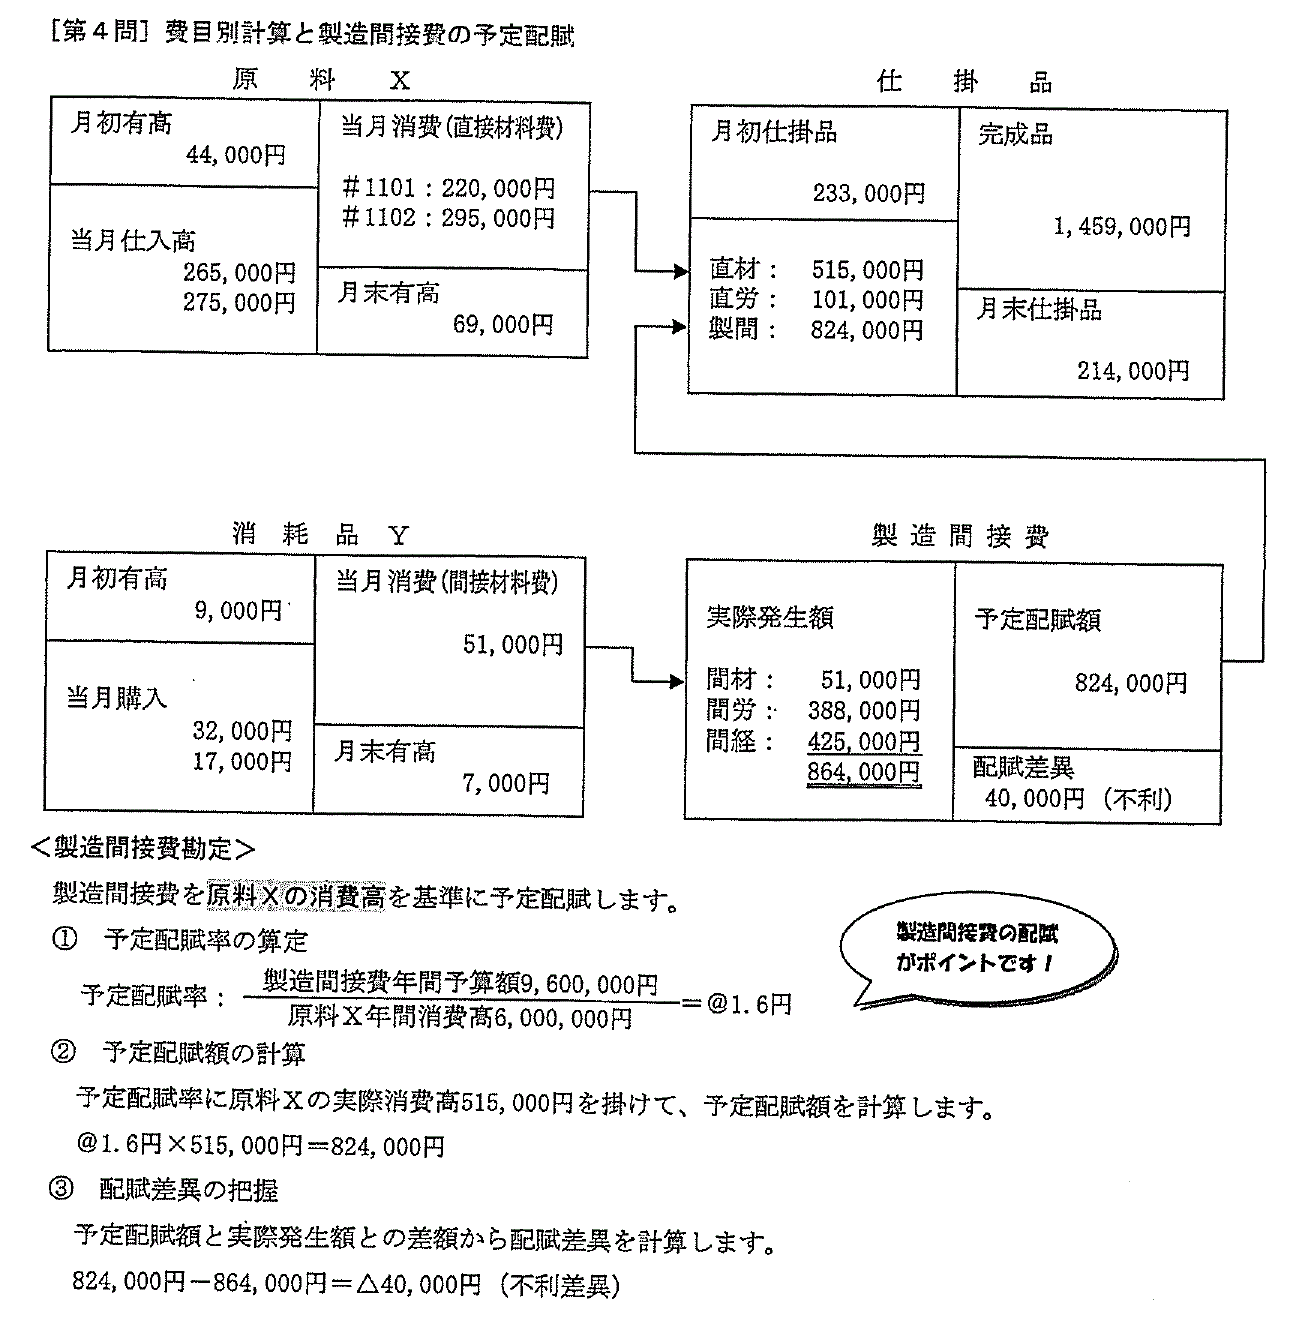 ［第４問］費目別計算と製造間接費の予定配賦
原料Ｘ
月初有高
44,000円
当月仕入高
265,000円
275,000円
当月消費(直接材料費)
＃1101：220,000円
＃1102：295,000円
月末有高
69,000円
仕掛品
月初仕掛品
233,000円
直材： 515,000円
直労： 101,000円
製間： 824,000円
完成品
1,459,000円
月末仕掛品
214,000円
消耗品Ｙ
月初有高
9,000円
当月購入
32,000円
17,000円
当月消費(間接材料費)
51,000円
月末有高
7,000円
製造間接費
実際発生額
間材： 51,000円
間労： 388,000円
間経： 425,000円
864,000円
予定配賦額
824,000円
配賦差異
40,000円（不利）
＜製造間接費勘定＞
製造間接費を原料Ｘの消費高を基準に予定配賦します。
① 予定配賦率の算定
製造間接費の配賦
がポイントです！
製造間接費年間予算額9,600,000円
予定配賦率： ＝＠1.6円
原料Ｘ年間消費高6,000,000円
② 予定配賦額の計算
予定配賦率に原料Ｘの実際消費高515,000円を掛けて、予定配賦額を計算します。
＠1.6円×515,000円＝824,000円
③ 配賦差異の把握
予定配賦額と実際発生額との差額から配賦差異を計算します。
824,000円－864,000円＝△40,000円（不利差異）